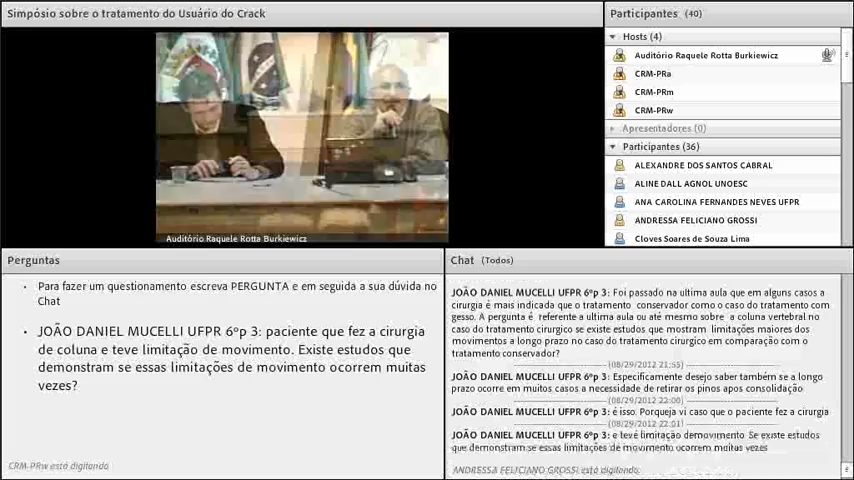 Simpósio sobre o tratamento do Usuário do Crack
Auditório Raquele Rotta Burkiewicz
Participantes (40)
Hosts (4)
Auditório Raquele Rotta Burkiewicz
CRM-PRa
CRM-PRm
CRM-PRw
Apresentadores (0)
Participantes (36)
ALEXANDRE DOS SANTOS CABRAL
ALINE DALL AGNOL UNOESC
ANA CAROLINA FERNANDES NEVES UFPR
ANDRESSA FELICIANO GROSSI
Cloves Soares de Souza Lima
Perguntas
Para fazer um questionamento escreva PERGUNTA e em seguida a sua dúvida no
Chat
JOÃO DANIEL MUCELLI UFPR 6ºp 3: paciente que fez a cirurgia
de coluna e teve limitação de movimento. Existe estudos que
demonstram se essas limitações de movimento ocorrem muitas
vezes?
CRM-PRw está digitando
Chat (Todos)
JOÃO DANIEL MUCELLI UFPR 6ºp 3: Foi passado na ultima aula que em alguns casos a
cirurgia é mais indicada que o tratamento conservador como o caso do tratamento com
gesso. A pergunta é referente a ultima aula ou até mesmo sobre a coluna vertebral no
caso do tratamento cirurgico se existe estudos que mostram limitações maiores dos
movimentos a longo prazo no caso do tratamento cirurgico em comparação com o
tratamento conservador?
(08/29/2012 21:55)
JOÃO DANIEL MUCELLI UFPR 6ºp 3: Especificamente desejo saber também se a longo
prazo ocorre em muitos casos a necessidade de retirar os pinos apos consolidação
(08/29/2012 22:00)
JOÃO DANIEL MUCELLI UFPR 6ºp 3: é isso. Porqueja vi caso que o paciente fez a cirurgia
(08/29/2012 22:01)
JOÃO DANIEL MUCELLI UFPR 6ºp 3: e teve limitação demovimento Se existe estudos
que demonstram se essas limitações de movimento ocorrem muitas vezes
ANDRESSA FELICIANO GROSSI está digitando.